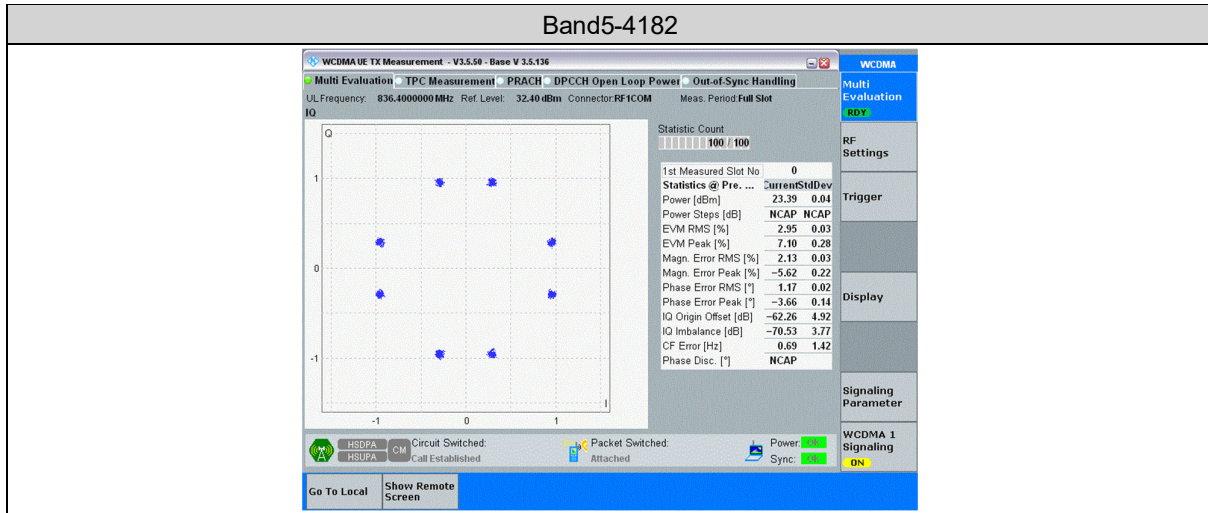 Band5-4182
WCDMA UE TX Measurement - V3.5.50 - Base V 3.5.136
WCDMA
Multi Evaluation TPC Measurement PRACH DPCCH Open Loop Power Out-of-Sync Handling
Multi
Evaluation
RDY
UL Frequency: 836.4000000 MHz Ref. Level: 32.40 dBm Connector:RF1COM Meas. Period:Full Slot
IQ
Q
1
0
-1
-1 0 1
I
Statistic Count
100 / 100
1st Measured Slot No 0
Statistics @ Pre. ... CurrentStdDev
Power [dBm] 23.39 0.04
Power Steps [dB] NCAP NCAP
EVM RMS [%] 2.95 0.03
EVM Peak [%] 7.10 0.28
Magn. Error RMS [%] 2.13 0.03
Magn. Error Peak [%] −5.62 0.22
Phase Error RMS [°] 1.17 0.02
Phase Error Peak [°] −3.66 0.14
IQ Origin Offset [dB] −62.26 4.92
IQ Imbalance [dB] −70.53 3.77
CF Error [Hz] 0.69 1.42
Phase Disc. [°] NCAP
RF
Settings
Trigger
Display
Signaling
Parameter
WCDMA 1
Signaling
ON
HSDPA
HSUPA
CM
Circuit Switched:
Call Established
Packet Switched:
Attached
Power: OK
Sync: OK
Go To Local
Show Remote
Screen